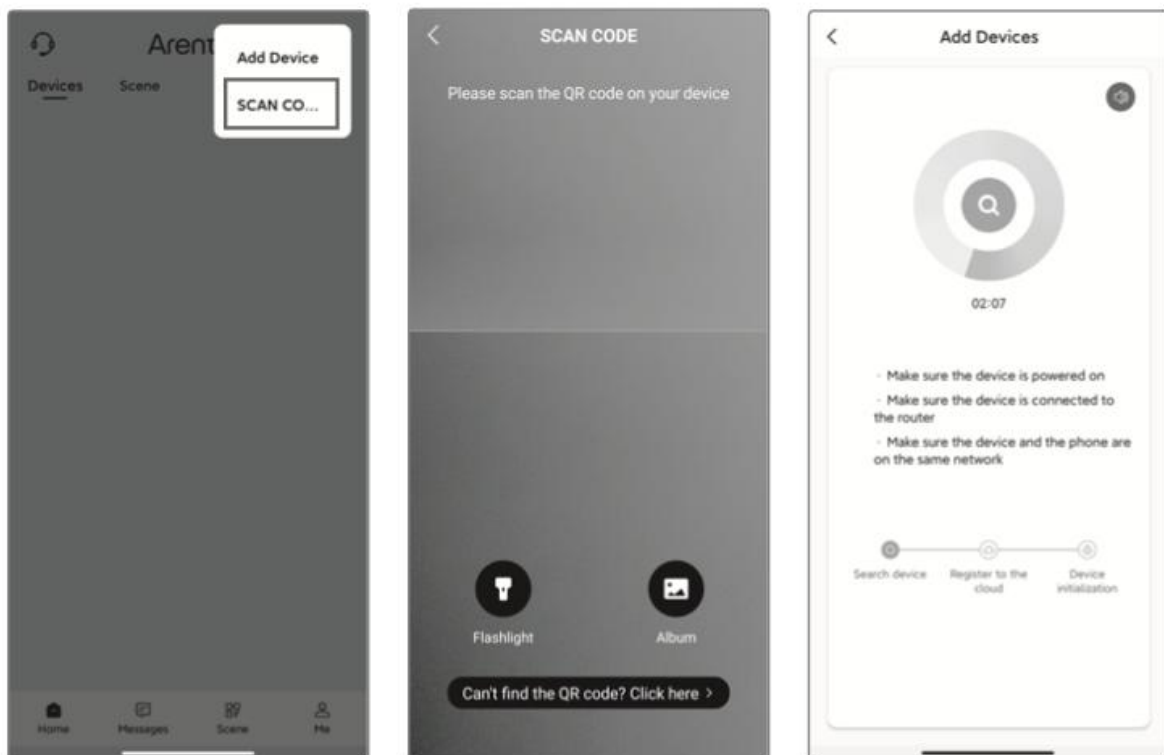 Arent
Add Device
SCAN CO...
Devices
Scene
Home
Messages
Scene
Me
SCAN CODE
Please scan the QR code on your device
Flashlight
Album
Can't find the QR code? Click here >
Add Devices
02:07
· Make sure the device is powered on
· Make sure the device is connected to
the router
· Make sure the device and the phone are
on the same network
Search device
Register to the
cloud
Device
initialization